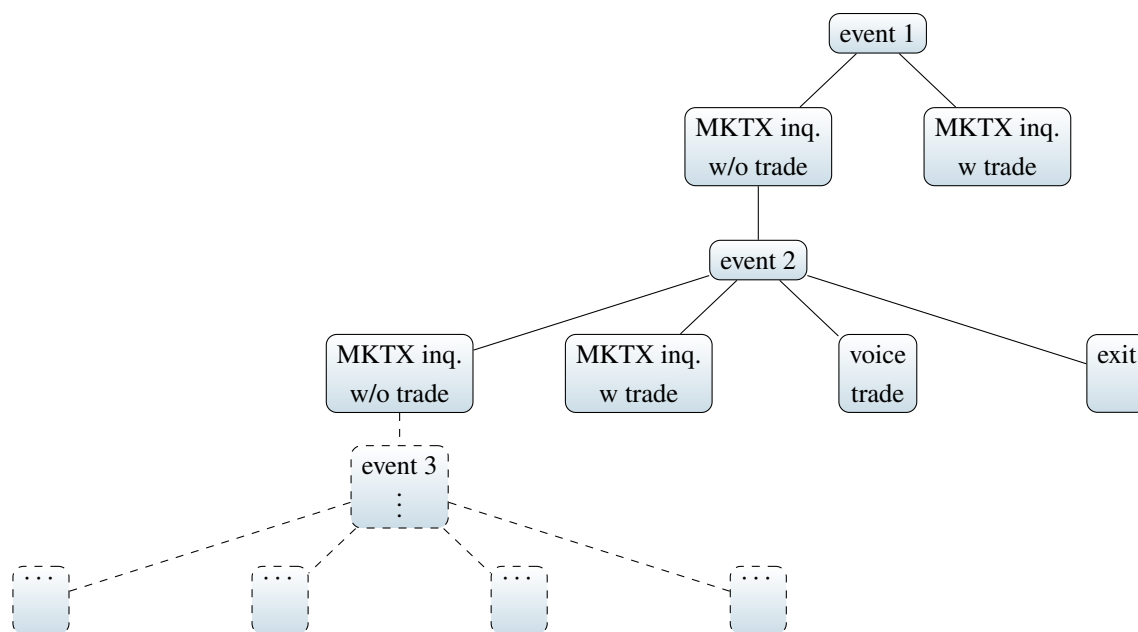 event 1
MKTX inq.
w/o trade
MKTX inq.
w trade
event 2
MKTX inq.
w/o trade
MKTX inq.
w trade
voice
trade
exit
event 3
⋮
...
...
...
...